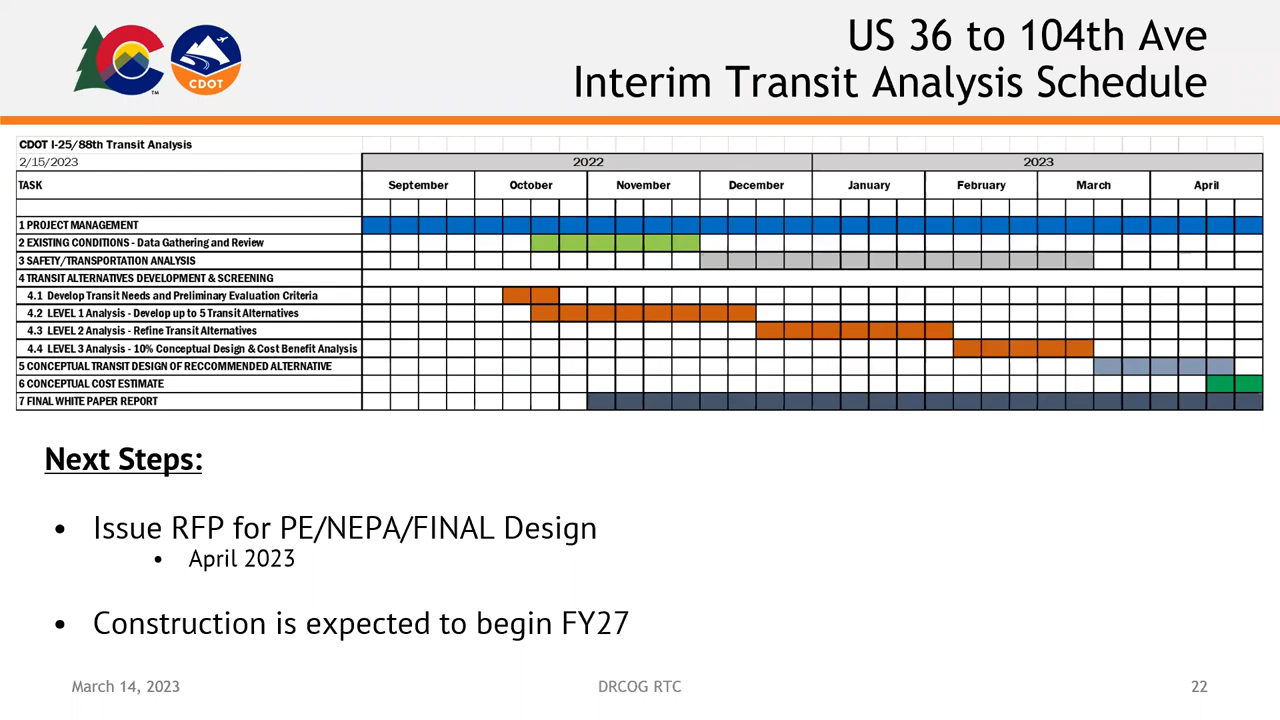 US 36 to 104th Ave
Interim Transit Analysis Schedule
CDOT
TM
CDOT I-25/88th Transit Analysis
2/15/2023 2022 2023
TASK September October November December January February March April
1 PROJECT MANAGEMENT
2 EXISTING CONDITIONS - Data Gathering and Review
3 SAFETY/TRANSPORTATION ANALYSIS
4 TRANSIT ALTERNATIVES DEVELOPMENT & SCREENING
4.1 Develop Transit Needs and Preliminary Evaluation Criteria
4.2 LEVEL 1 Analysis - Develop up to 5 Transit Alternatives
4.3 LEVEL 2 Analysis - Refine Transit Alternatives
4.4 LEVEL 3 Analysis - 10% Conceptual Design & Cost Benefit Analysis
5 CONCEPTUAL TRANSIT DESIGN OF RECCOMMENDED ALTERNATIVE
6 CONCEPTUAL COST ESTIMATE
7 FINAL WHITE PAPER REPORT
Next Steps:
• Issue RFP for PE/NEPA/FINAL Design
• April 2023
• Construction is expected to begin FY27
March 14, 2023 DRCOG RTC 22